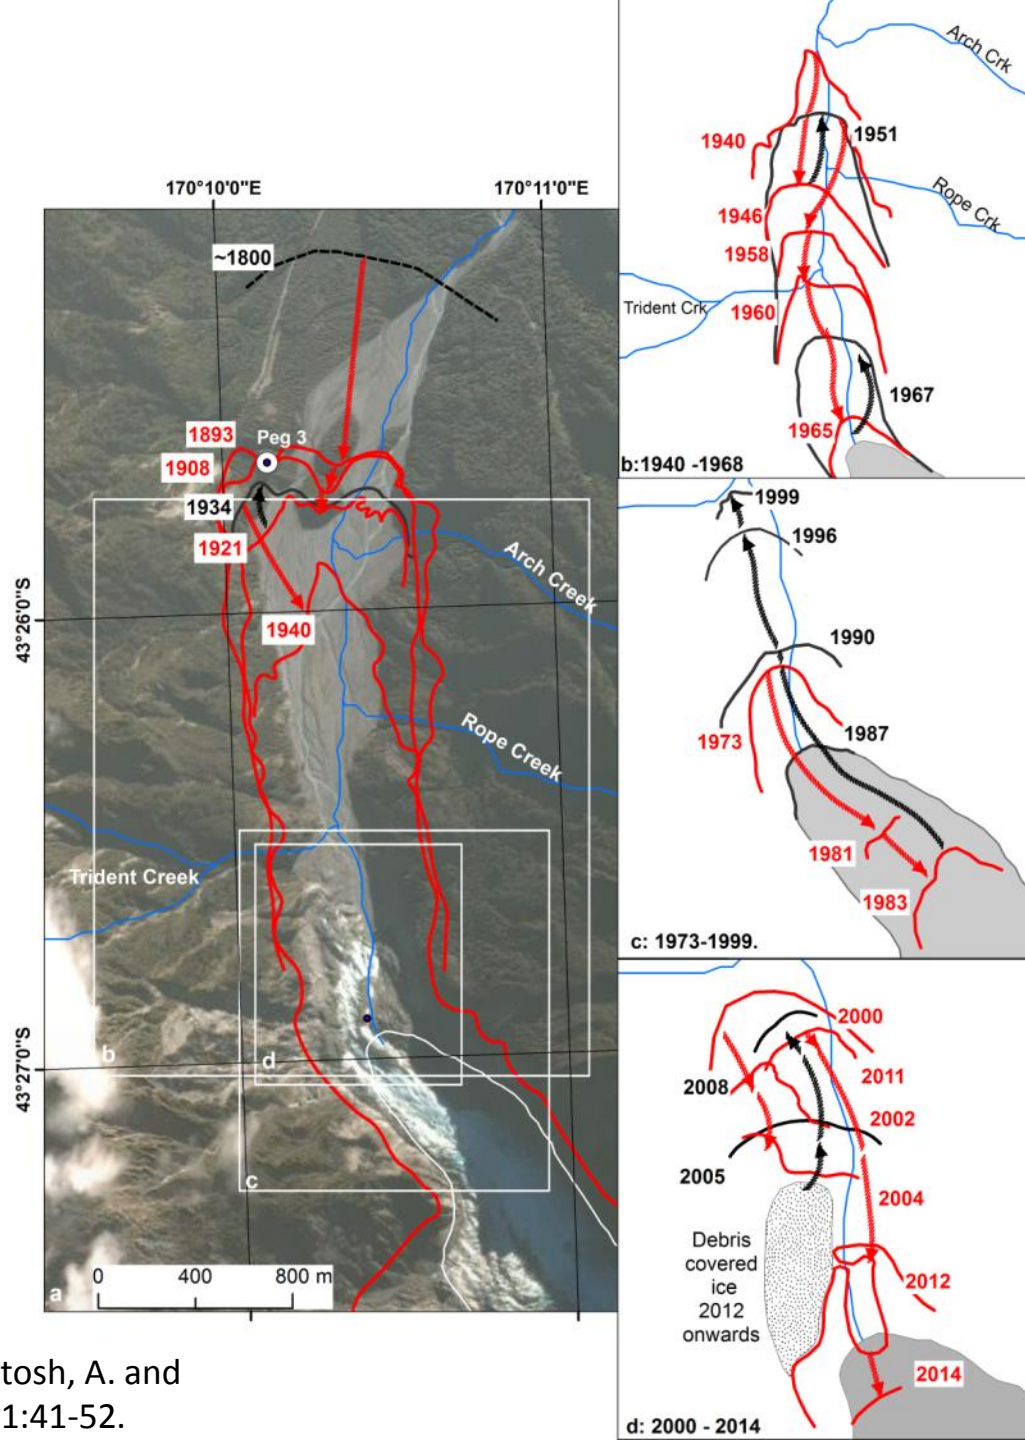 170°10'0"E
170°11'0"E
~1800
1893
Peg 3
1908
1934
1921
Arch Creek
43°26'0"S
1940
Rope Creek
Trident Creek
b
d
43°27'0"S
c
0 400 800 m
a
Arch Crk
1940
1951
Rope Crk
1946
1958
Trident Crk
1960
1967
1965
b:1940 -1968
1999
1996
1990
1987
1973
1981
1983
c: 1973-1999.
2000
2011
2008
2002
2005
2004
Debris
covered
ice
2012
onwards
2012
2014
d: 2000 - 2014
tosh, A. and
1:41-52.